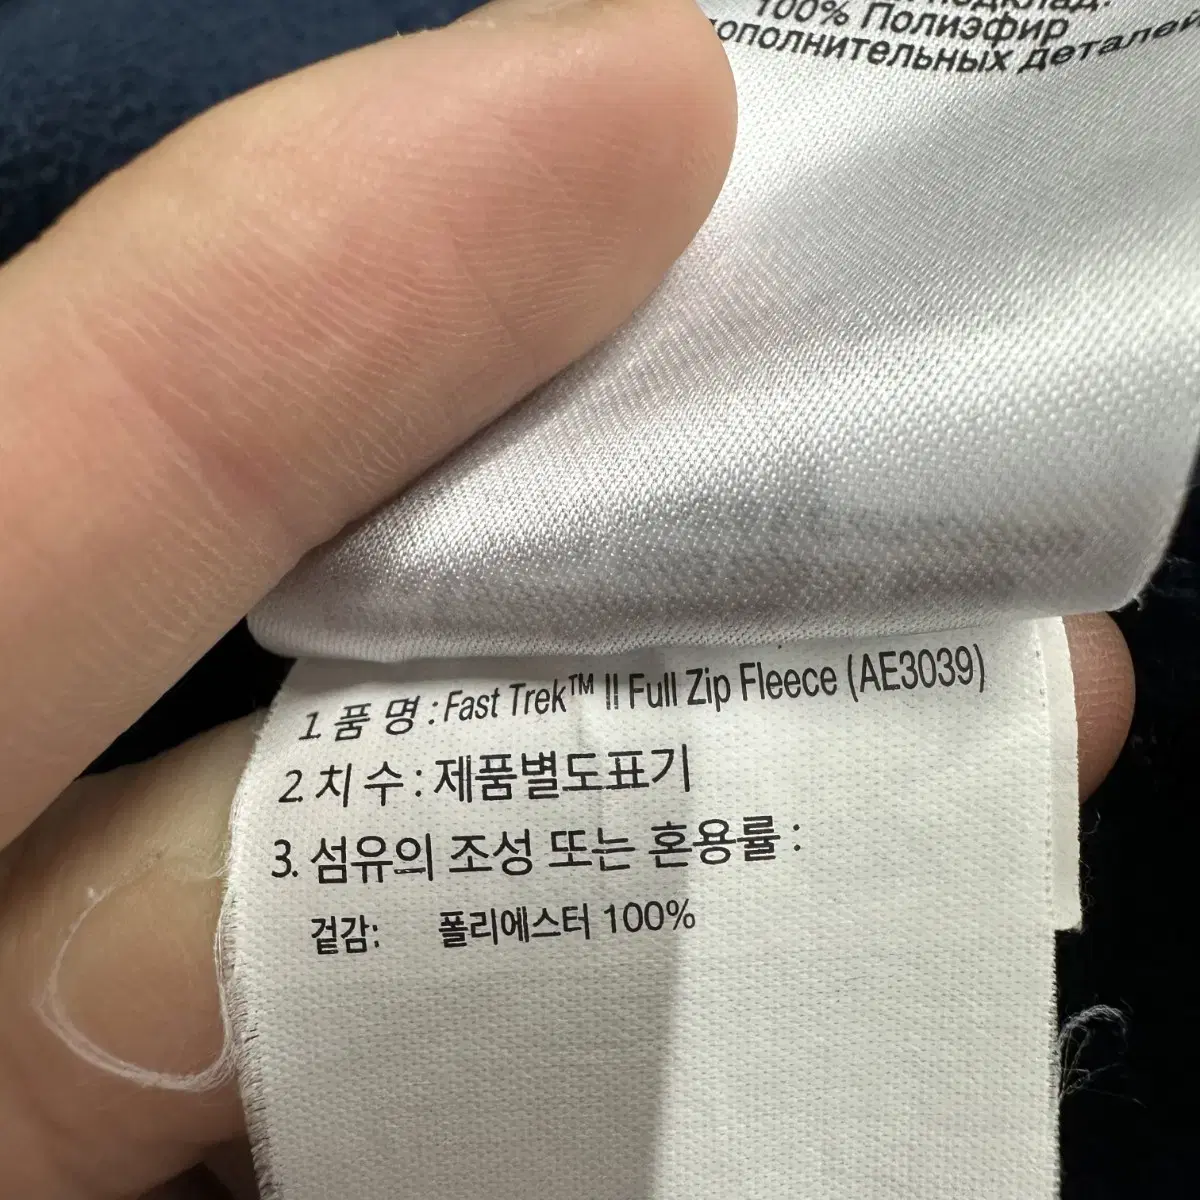 100% Полиэфир
деталей
1. 품 명 : Fast Trek™ II Full Zip Fleece (AE3039)
2. 치 수 : 제품별도표기
3. 섬유의 조성 또는 혼용률 :
겉감: 폴리에스터 100%